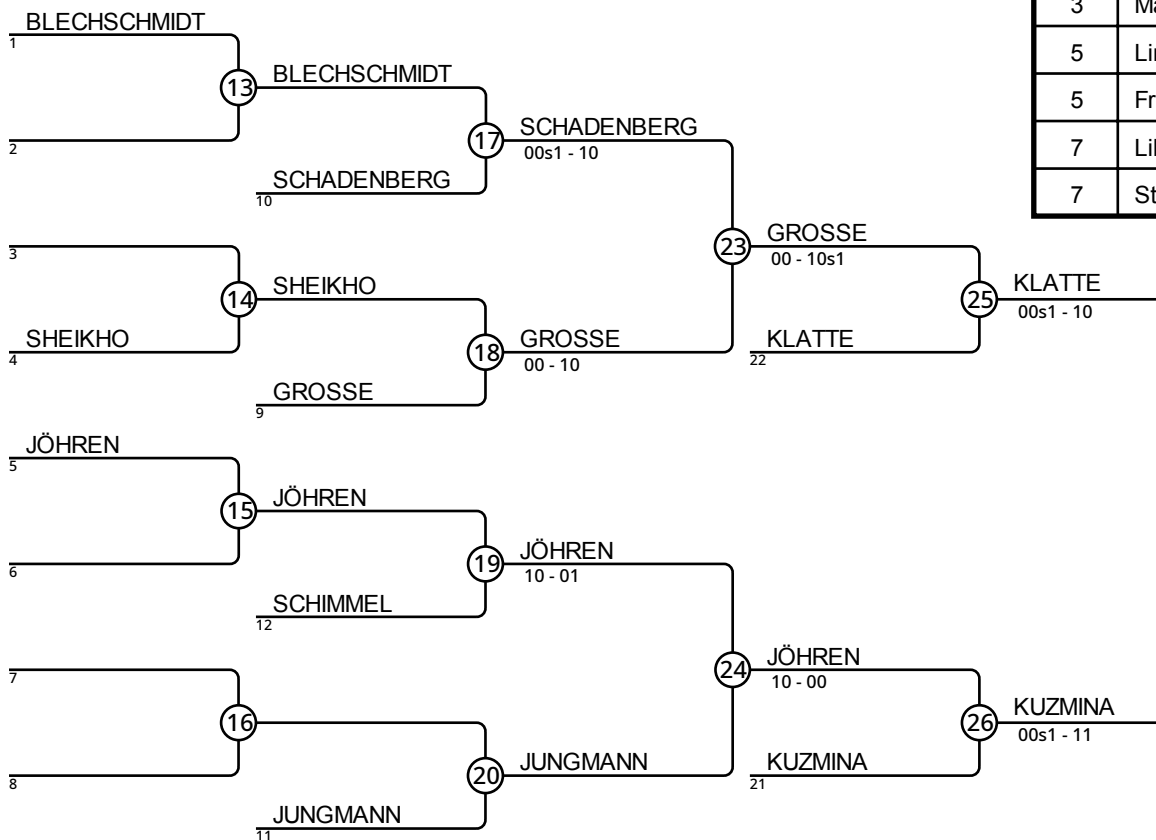 BLECHSCHMIDT
1
13
BLECHSCHMIDT
2
17
SCHADENBERG
00s1 - 10
SCHADENBERG
10
3
14
SHEIKHO
SHEIKHO
4
18
GROSSE
00 - 10
GROSSE
9
23
GROSSE
00 - 10s1
KLATTE
22
25
KLATTE
00s1 - 10
JÖHREN
5
15
JÖHREN
6
19
JÖHREN
10 - 01
SCHIMMEL
12
7
16
8
20
JUNGMANN
JUNGMANN
11
24
JÖHREN
10 - 00
KUZMINA
21
26
KUZMINA
00s1 - 11
3
5
5
7
7